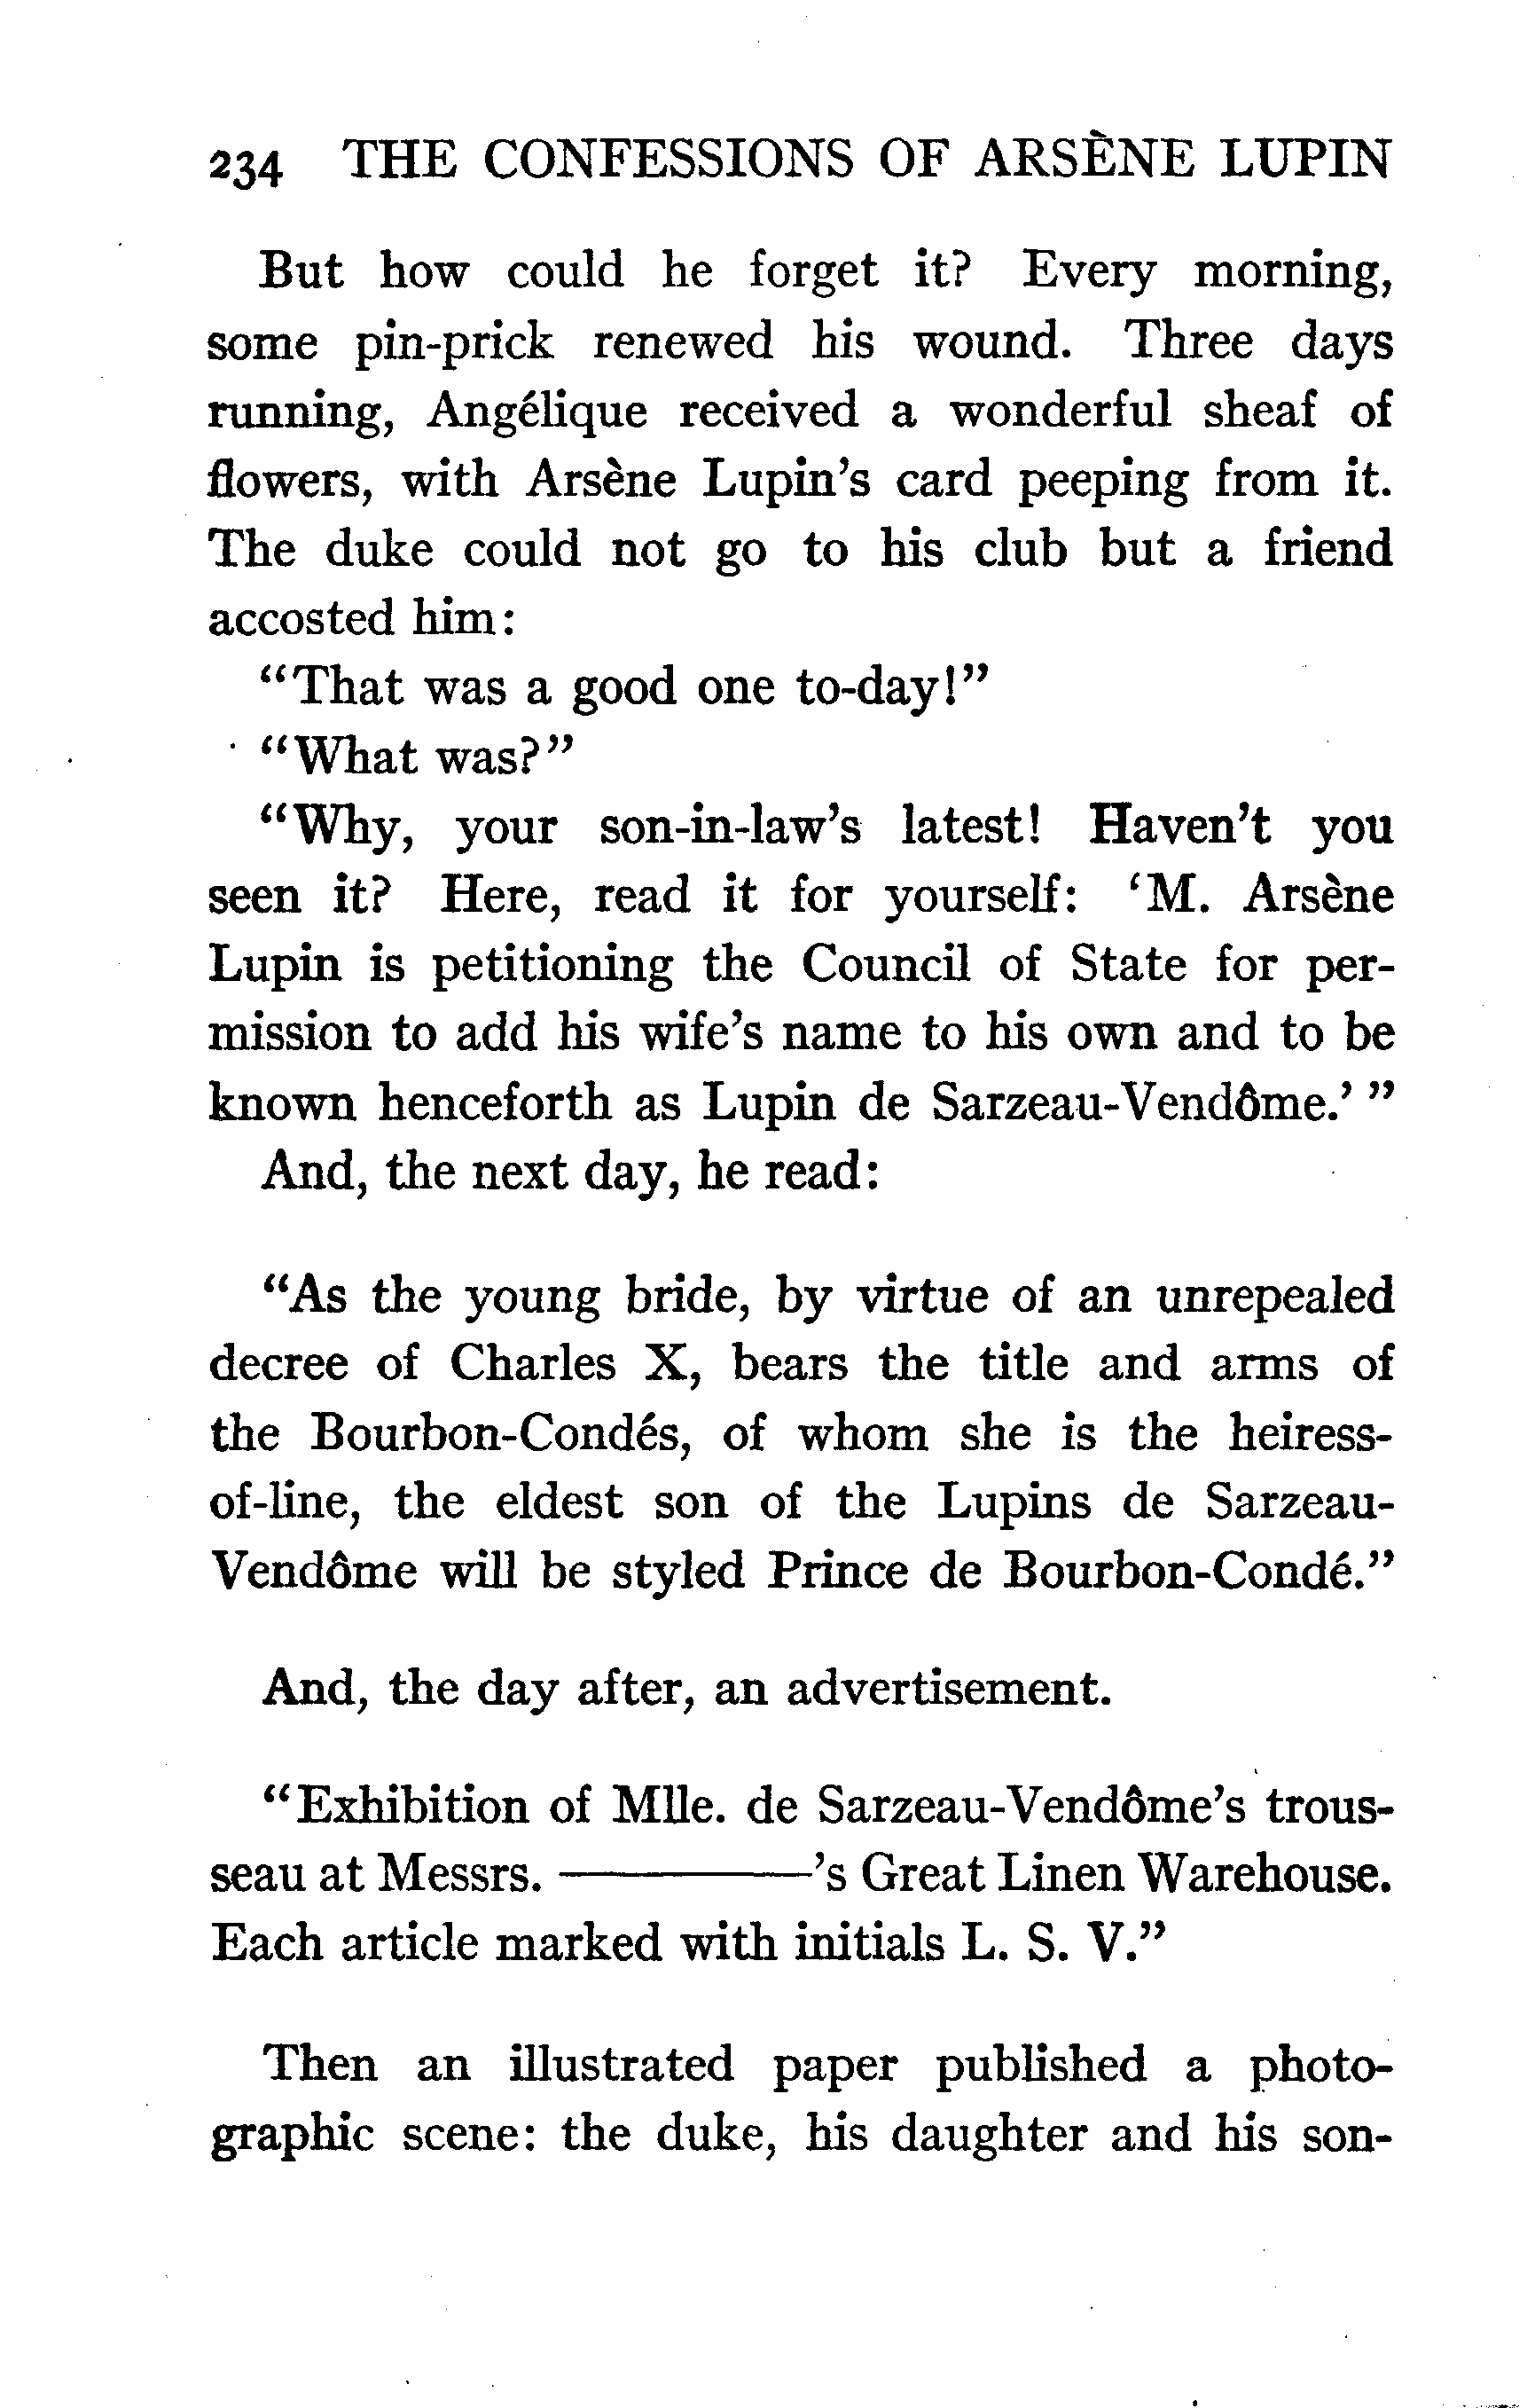 234 THE CONFESSIONS OF ARSÈNE LUPIN
But how could he forget it? Every morning,
some pin-prick renewed his wound. Three days
running, Angélique received a wonderful sheaf of
flowers, with Arsène Lupin's card peeping from it.
The duke could not go to his club but a friend
accosted him:
"That was a good one to-day!"
"What was?"
"Why, your son-in-law's latest! Haven't you
seen it? Here, read it for yourself: 'M. Arsène
Lupin is petitioning the Council of State for per-
mission to add his wife's name to his own and to be
known henceforth as Lupin de Sarzeau-Vendôme.' "
And, the next day, he read:
"As the young bride, by virtue of an unrepealed
decree of Charles X, bears the title and arms of
the Bourbon-Condés, of whom she is the heiress-
of-line, the eldest son of the Lupins de Sarzeau-
Vendôme will be styled Prince de Bourbon-Condé."
And, the day after, an advertisement.
"Exhibition of Mlle. de Sarzeau-Vendôme's trous-
seau at Messrs. ————'s Great Linen Warehouse.
Each article marked with initials L. S. V."
Then an illustrated paper published a photo-
graphic scene: the duke, his daughter and his son-